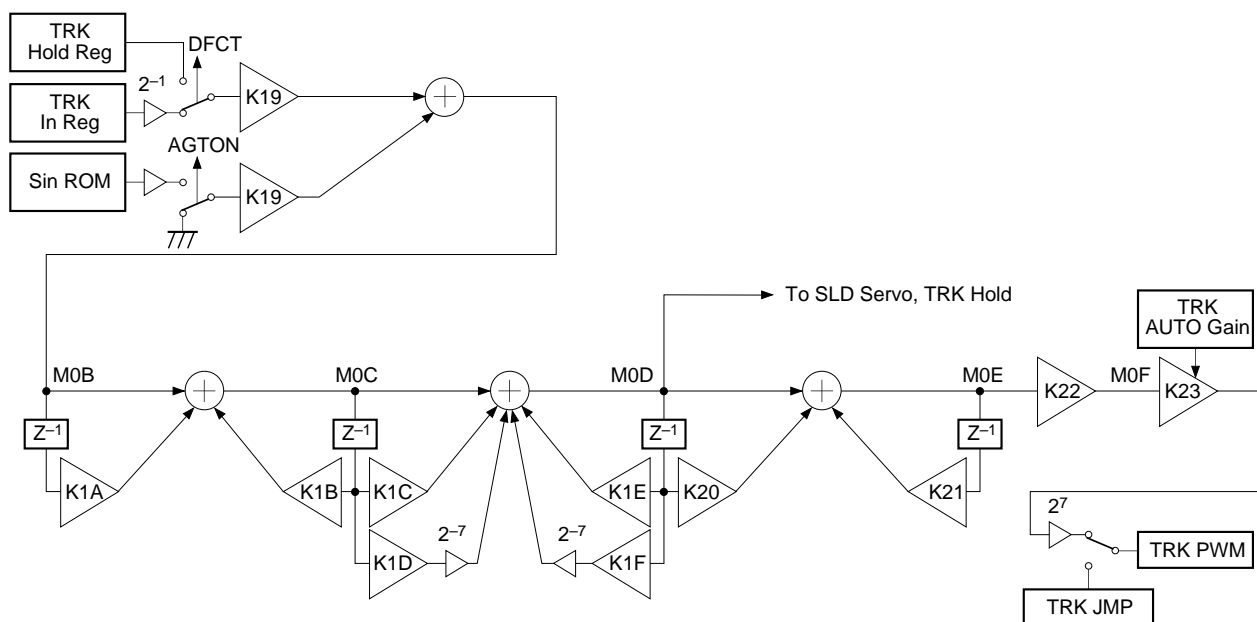 TRK
Hold Reg
DFCT
2–1
K19
TRK
In Reg
AGTON
Sin ROM
K19
To SLD Servo, TRK Hold
TRK
AUTO Gain
M0B
M0C
M0D
M0E
K22
M0F
K23
Z–1
Z–1
Z–1
Z–1
K1A
K1B
K1C
K1E
K20
K21
2–7
2–7
K1D
K1F
27
TRK PWM
TRK JMP